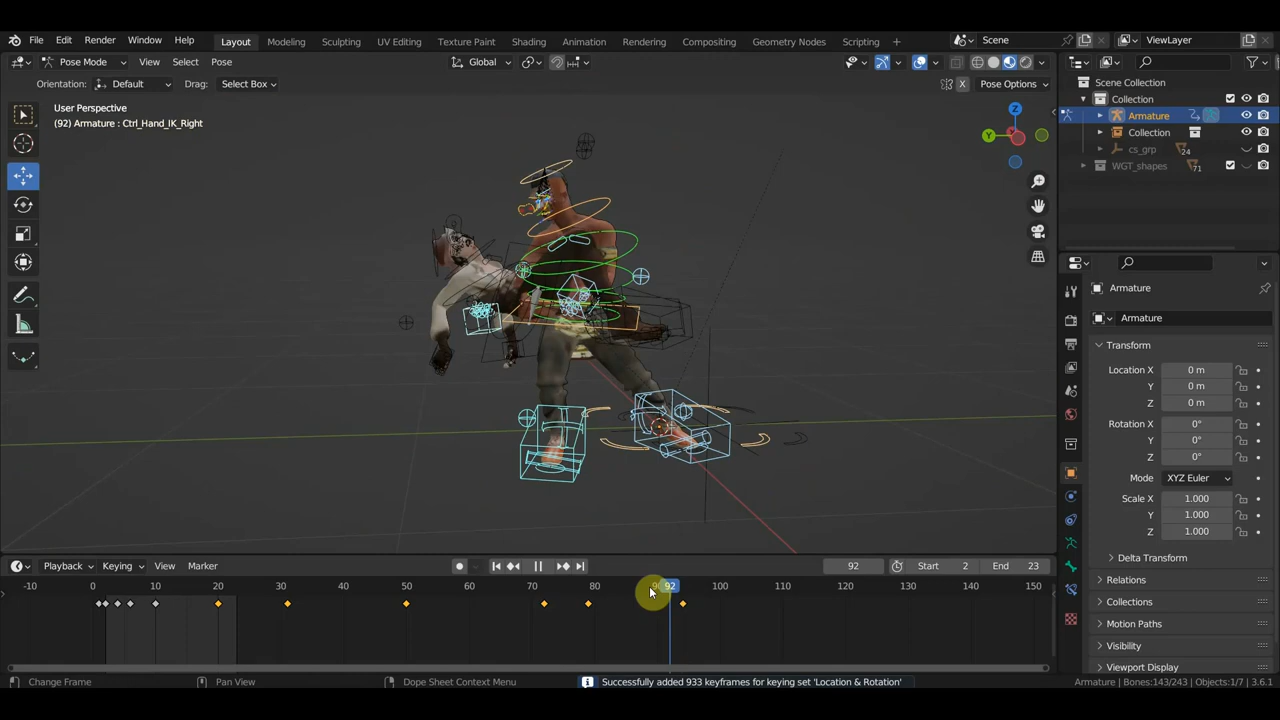 File Edit Render Window Help Layout Modeling Sculpting UV Editing Texture Paint Shading Animation Rendering Compositing Geometry Nodes Scripting + Scene ViewLayer
Pose Mode View Select Pose Global
Orientation: Default Drag: Select Box X Pose Options
User Perspective
(92) Armature : Ctrl_Hand_IK_Right
Z
Y
Scene Collection
Collection
Armature
Collection
cs_grp 24
WGT_shapes 71
Armature
Armature
Transform
Location X 0 m
Y 0 m
Z 0 m
Rotation X 0°
Y 0°
Z 0°
Mode XYZ Euler
Scale X 1.000
Y 1.000
Z 1.000
Delta Transform
Relations
Collections
Motion Paths
Visibility
Viewport Display
Playback Keying View Marker 92 Start 2 End 23
-10 0 10 20 30 40 50 60 70 80 92 100 110 120 130 140 150
Change Frame Pan View Dope Sheet Context Menu Successfully added 933 keyframes for keying set 'Location & Rotation' Armature | Bones:143/243 | Objects:1/7 | 3.6.1